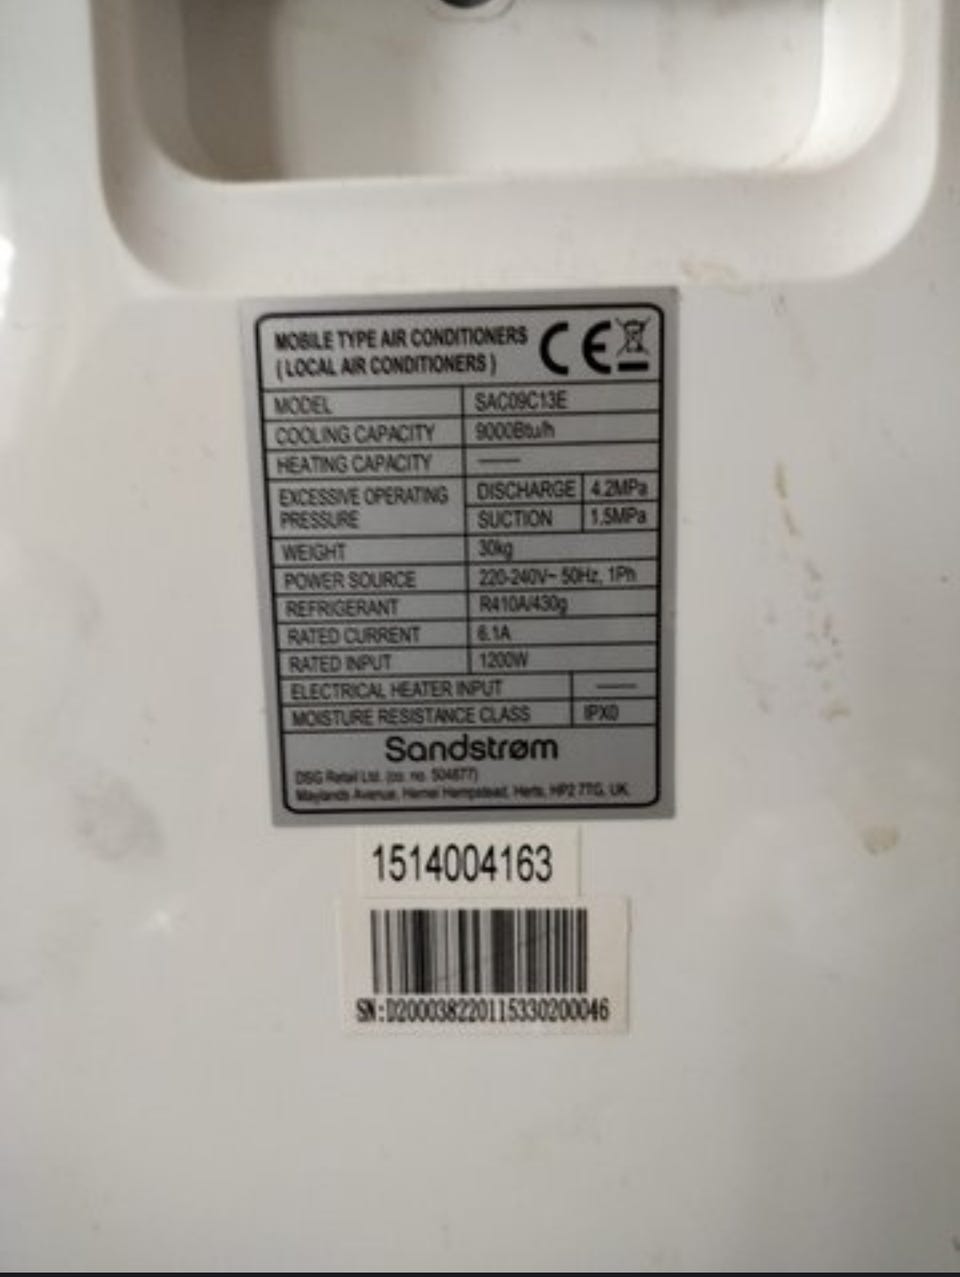 MOBILE TYPE AIR CONDITIONERS
( LOCAL AIR CONDITIONERS )
CE
MODEL SAC09C13E
COOLING CAPACITY 9000Btu/h
HEATING CAPACITY ——
EXCESSIVE OPERATING PRESSURE DISCHARGE 4.2MPa
SUCTION 1.5MPa
WEIGHT 30kg
POWER SOURCE 220-240V~ 50Hz, 1Ph
REFRIGERANT R410A/430g
RATED CURRENT 6.1A
RATED INPUT 1200W
ELECTRICAL HEATER INPUT ——
MOISTURE RESISTANCE CLASS IPX0
Sandstrøm
DSG Retail Ltd. (co. no. 504877)
Maylands Avenue, Hemel Hempstead, Herts, HP2 7TG, UK.
1514004163
SN:D200038220115330200046